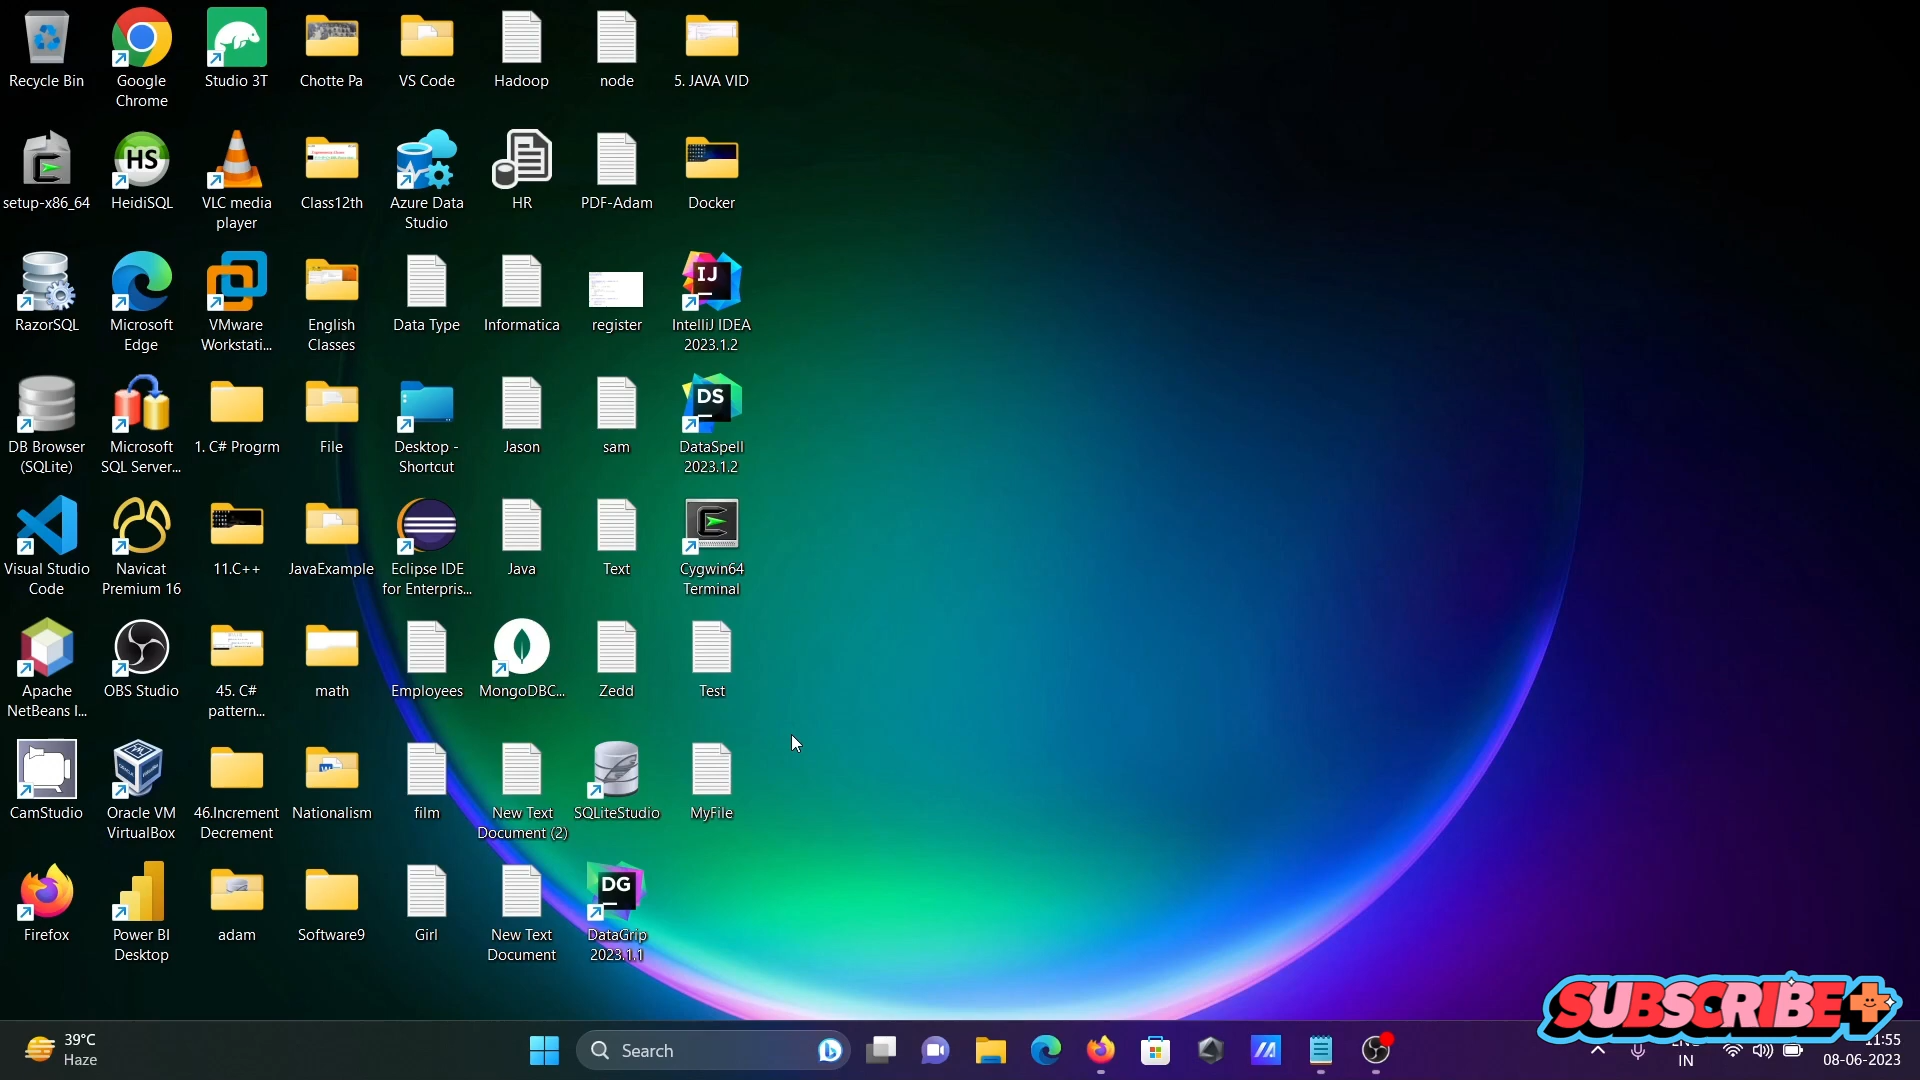 Recycle Bin
Google
Chrome
Studio 3T
Chotte Pa
VS Code
Hadoop
node
5. JAVA VID
setup-x86_64
HS
HeidiSQL
VLC media
player
Class12th
Azure Data
Studio
HR
PDF-Adam
Docker
RazorSQL
Microsoft
Edge
VMware
Workstati...
English
Classes
Data Type
Informatica
register
IJ
IntelliJ IDEA
2023.1.2
DB Browser
(SQLite)
Microsoft
SQL Server...
1. C# Progrm
File
Desktop -
Shortcut
Jason
sam
DS
DataSpell
2023.1.2
Visual Studio
Code
Navicat
Premium 16
11.C++
JavaExample
Eclipse IDE
for Enterpris...
Java
Text
Cygwin64
Terminal
Apache
NetBeans I...
OBS Studio
45. C#
pattern...
math
Employees
MongoDBC...
Zedd
Test
CamStudio
Oracle VM
VirtualBox
46.Increment
Decrement
Nationalism
film
New Text
Document (2)
SQLiteStudio
MyFile
Firefox
Power BI
Desktop
adam
Software9
Girl
New Text
Document
DG
DataGrip
2023.1.1
SUBSCRIBE
39°C
Haze
Search
IN
11:55
08-06-2023